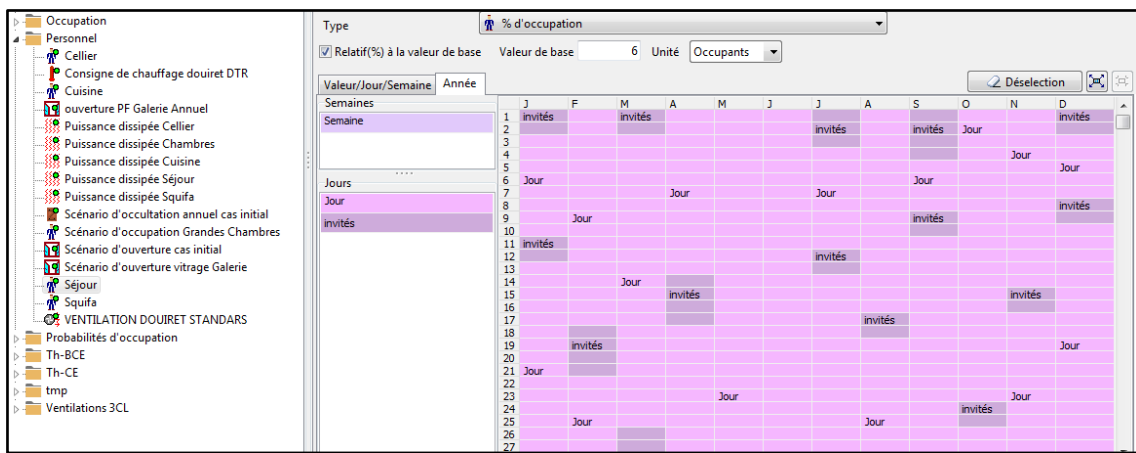 Occupation
Personnel
Cellier
Consigne de chauffage douiret DTR
Cuisine
ouverture PF Galerie Annuel
Puissance dissipée Cellier
Puissance dissipée Chambres
Puissance dissipée Cuisine
Puissance dissipée Séjour
Puissance dissipée Squifa
Scénario d'occultation annuel cas initial
Scénario d'occupation Grandes Chambres
Scénario d'ouverture cas initial
Scénario d'ouverture vitrage Galerie
Séjour
Squifa
VENTILATION DOUIRET STANDARS
Probabilités d'occupation
Th-BCE
Th-CE
tmp
Ventilations 3CL
Type % d'occupation
Relatif(%) à la valeur de base Valeur de base 6 Unité Occupants
Valeur/Jour/Semaine Année Déselection
Semaines
Semaine
Jours
Jour
invités
J F M A M J J A S O N D
1 invités invités invités
2 invités invités Jour
3
4 Jour
5 Jour
6 Jour Jour
7 Jour Jour
8 invités
9 Jour invités
10
11 invités
12 invités
13
14 Jour
15 invités invités
16
17 invités
18
19 invités Jour
20
21 Jour
22
23 Jour Jour
24 invités
25 Jour Jour
26
27